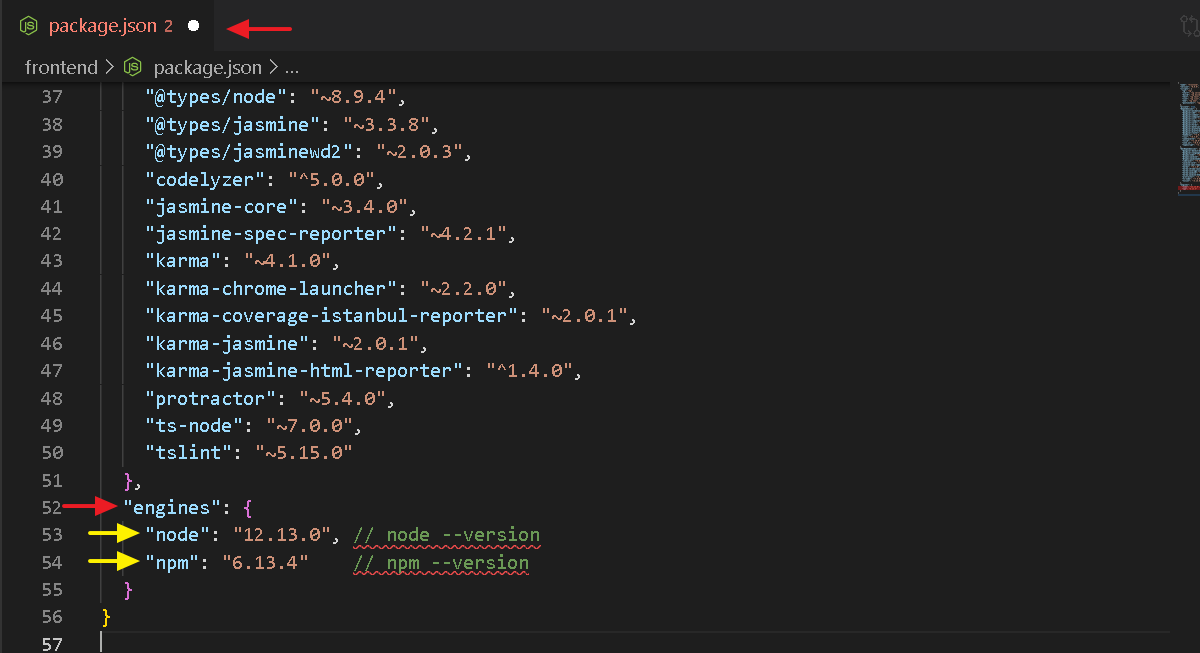 JS package.json 2
frontend > JS package.json > ...
37 "@types/node": "~8.9.4",
38 "@types/jasmine": "~3.3.8",
39 "@types/jasminewd2": "~2.0.3",
40 "codelyzer": "^5.0.0",
41 "jasmine-core": "~3.4.0",
42 "jasmine-spec-reporter": "~4.2.1",
43 "karma": "~4.1.0",
44 "karma-chrome-launcher": "~2.2.0",
45 "karma-coverage-istanbul-reporter": "~2.0.1",
46 "karma-jasmine": "~2.0.1",
47 "karma-jasmine-html-reporter": "^1.4.0",
48 "protractor": "~5.4.0",
49 "ts-node": "~7.0.0",
50 "tslint": "~5.15.0"
51 },
52 "engines": {
53 "node": "12.13.0", // node --version
54 "npm": "6.13.4" // npm --version
55 }
56 }
57